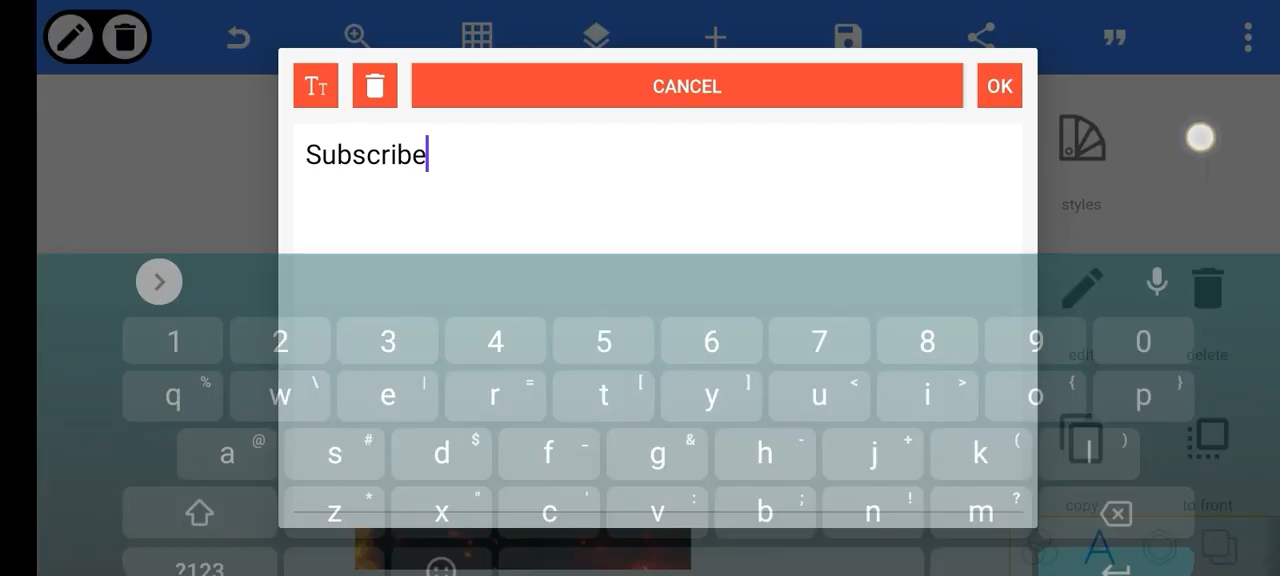 Tт CANCEL OK
Subscribe
styles
1 2 3 4 5 6 7 8 9 0
edit delete
q % w \ e | r = t [ y ] u < i > o { p }
a @ s # d $ f _ g & h - j + k ( l )
copy to front
z * x " c ' v : b ; n ! m ?
A
?123